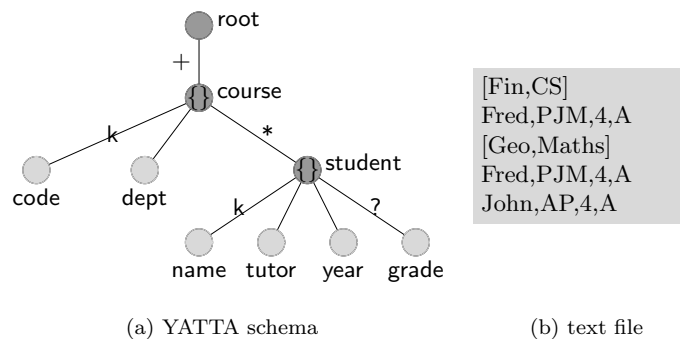 root
+
{} course
k
*
{} student
code
dept
k
?
name
tutor
year
grade
(a) YATTA schema
[Fin,CS]
Fred,PJM,4,A
[Geo,Maths]
Fred,PJM,4,A
John,AP,4,A
(b) text file